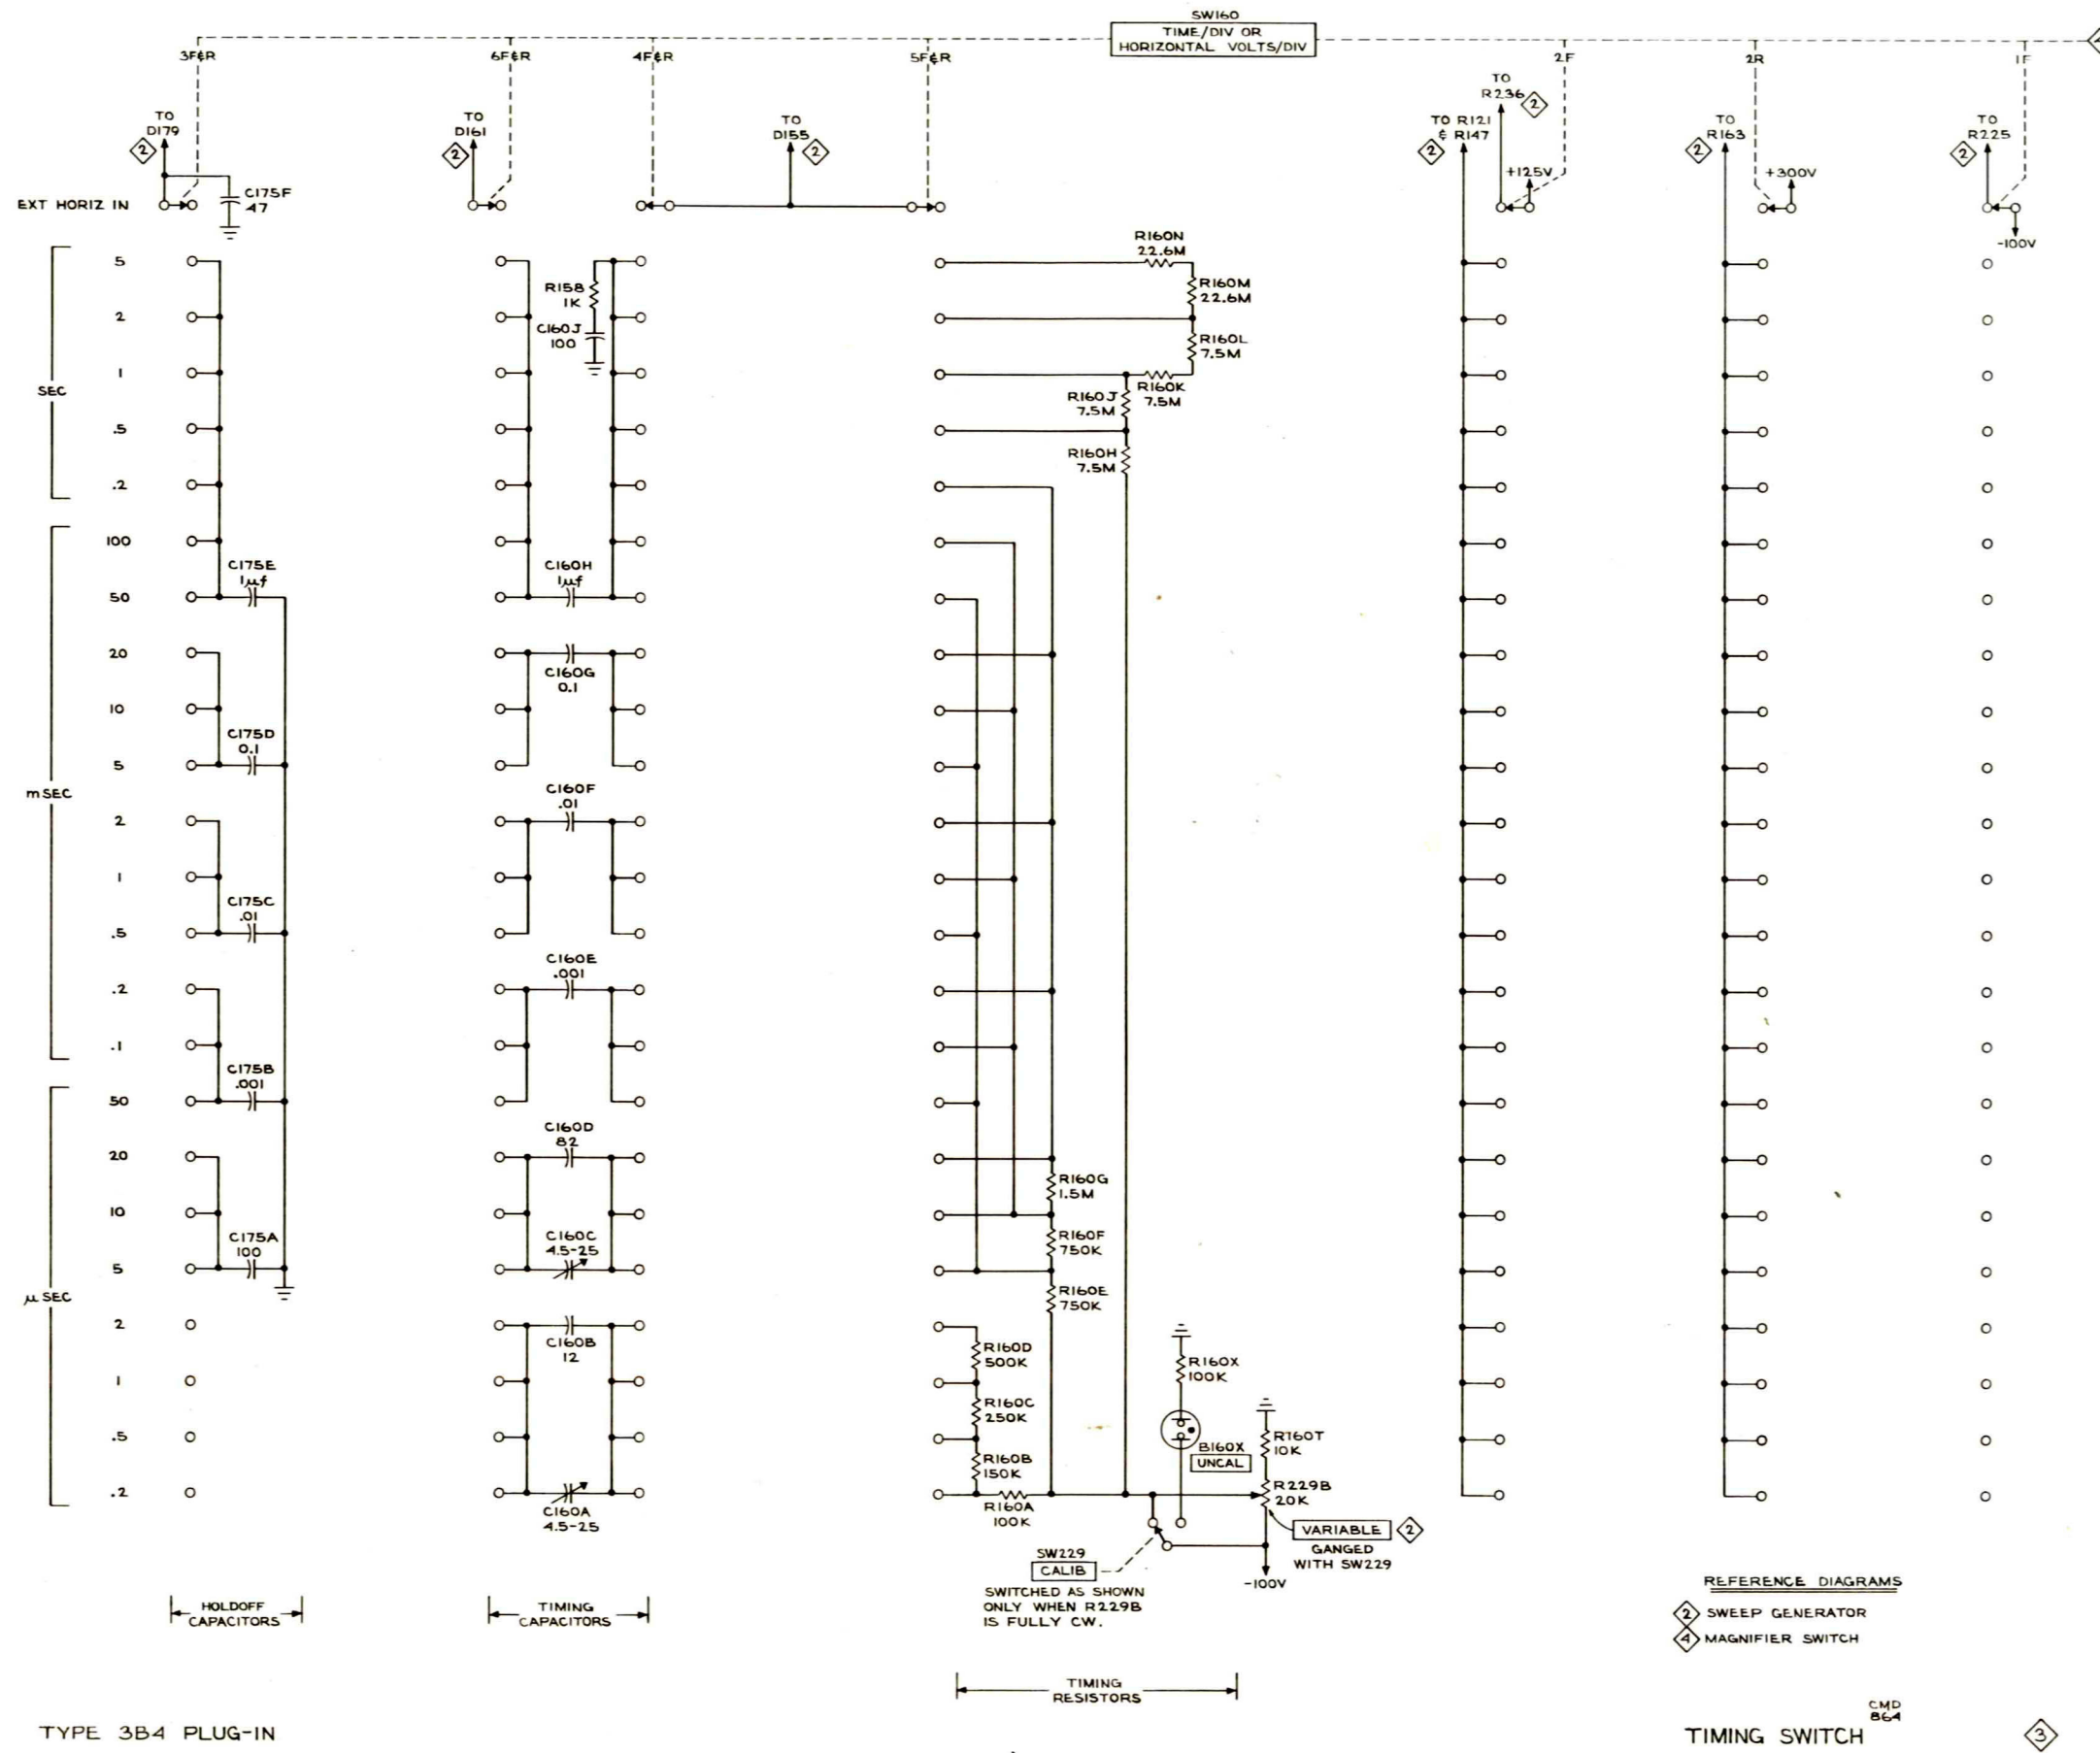 SW160
TIME/DIV OR
HORIZONTAL VOLTS/DIV
4
3F&R
6F&R
4F&R
5F&R
2F
2R
1F
TO
D179
2
TO
D161
2
TO
D155
2
TO R121
& R147
2
TO
R236
2
+125V
TO
R163
2
+300V
TO
R225
2
-100V
EXT HORIZ IN
C175F
47
SEC
5
2
1
.5
.2
mSEC
100
50
20
10
5
2
1
.5
.2
.1
µSEC
50
20
10
5
2
1
.5
.2
C175E
1µf
C175D
0.1
C175C
.01
C175B
.001
C175A
100
R158
1K
C160J
100
C160H
1µf
C160G
0.1
C160F
.01
C160E
.001
C160D
82
C160C
4.5-25
C160B
12
C160A
4.5-25
R160N
22.6M
R160M
22.6M
R160L
7.5M
R160K
7.5M
R160J
7.5M
R160H
7.5M
R160G
1.5M
R160F
750K
R160E
750K
R160D
500K
R160C
250K
R160B
150K
R160A
100K
R160X
100K
B160X
UNCAL
R160T
10K
R229B
20K
VARIABLE 2
GANGED
WITH SW229
-100V
SW229
CALIB
SWITCHED AS SHOWN
ONLY WHEN R229B
IS FULLY CW.
HOLDOFF
CAPACITORS
TIMING
CAPACITORS
TIMING
RESISTORS
REFERENCE DIAGRAMS
2 SWEEP GENERATOR
4 MAGNIFIER SWITCH
TYPE 3B4 PLUG-IN
CMD
864
TIMING SWITCH
3